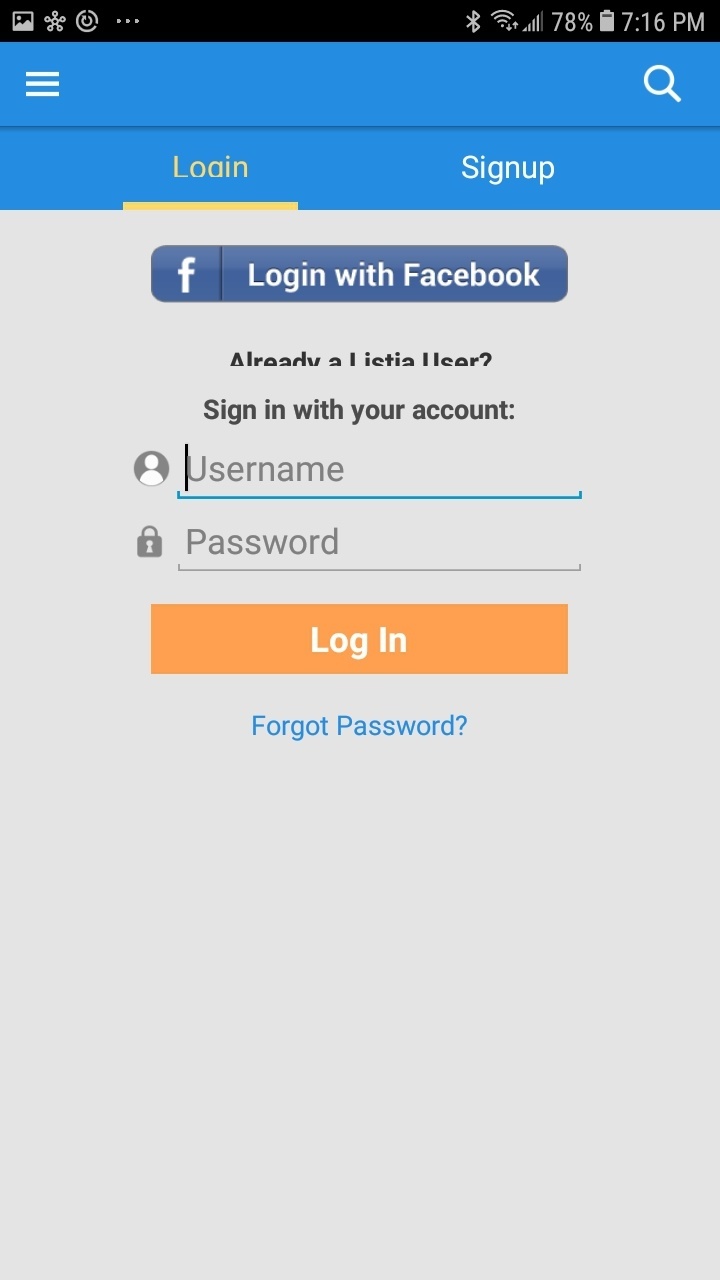 78% 7:16 PM
Login Signup
f Login with Facebook
Already a Listia User?
Sign in with your account:
Username
Password
Log In
Forgot Password?